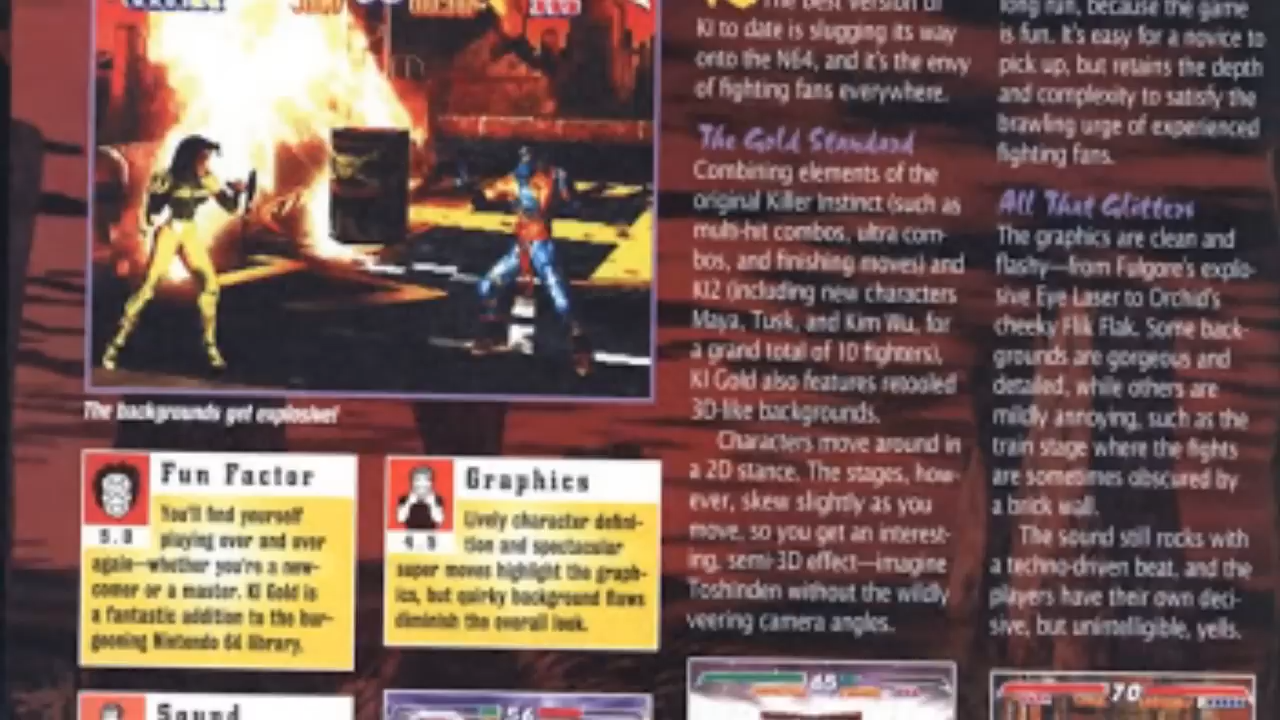 The backgrounds get explosive!
Fun Factor
5.0
You'll find yourself
playing over and over
again—whether you're a new-
comer or a master. KI Gold is
a fantastic addition to the bur-
geoning Nintendo 64 library.
Graphics
4.5
Lively character defini-
tion and spectacular
super moves highlight the graph-
ics, but quirky background flaws
diminish the overall look.
Sound
56
The best version of
KI to date is slugging its way
onto the N64, and it's the envy
of fighting fans everywhere.
The Gold Standard
Combining elements of the
original Killer Instinct (such as
multi-hit combos, ultra com-
bos, and finishing moves) and
KI2 (including new characters
Maya, Tusk, and Kim Wu, for
a grand total of 10 fighters),
KI Gold also features retooled
3D-like backgrounds.
Characters move around in
a 2D stance. The stages, how-
ever, skew slightly as you
move, so you get an interest-
ing, semi-3D effect—imagine
Toshinden without the wildly
veering camera angles.
65
long run, because the game
is fun. It's easy for a novice to
pick up, but retains the depth
and complexity to satisfy the
brawling urge of experienced
fighting fans.
All That Glitters
The graphics are clean and
flashy—from Fulgore's explo-
sive Eye Laser to Orchid's
cheeky Flik Flak. Some back-
grounds are gorgeous and
detailed, while others are
mildly annoying, such as the
train stage where the fights
are sometimes obscured by
a brick wall.
The sound still rocks with
a techno-driven beat, and the
players have their own deci-
sive, but unintelligible, yells.
70